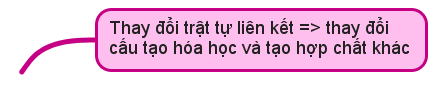 Thay đổi trật tự liên kết => thay đổi
cấu tạo hóa học và tạo hợp chất khác